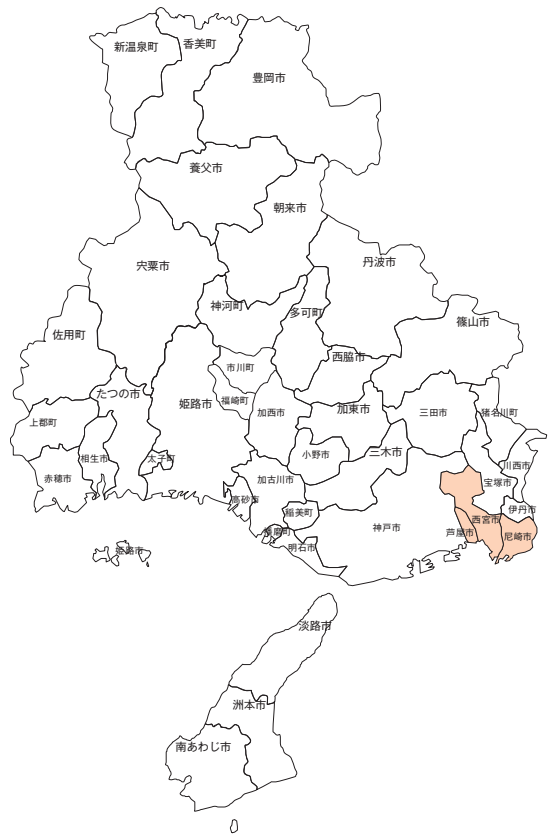 新温泉町
香美町
豊岡市
養父市
朝来市
丹波市
宍粟市
神河町
多可町
篠山市
佐用町
西脇市
市川町
たつの市
福崎町
姫路市
加西市
加東市
三田市
猪名川町
上郡町
小野市
三木市
相生市
太子町
川西市
赤穂市
加古川市
宝塚市
高砂市
稲美町
伊丹市
西宮市
神戸市
播磨町
芦屋市
尼崎市
明石市
姫路市
淡路市
洲本市
南あわじ市